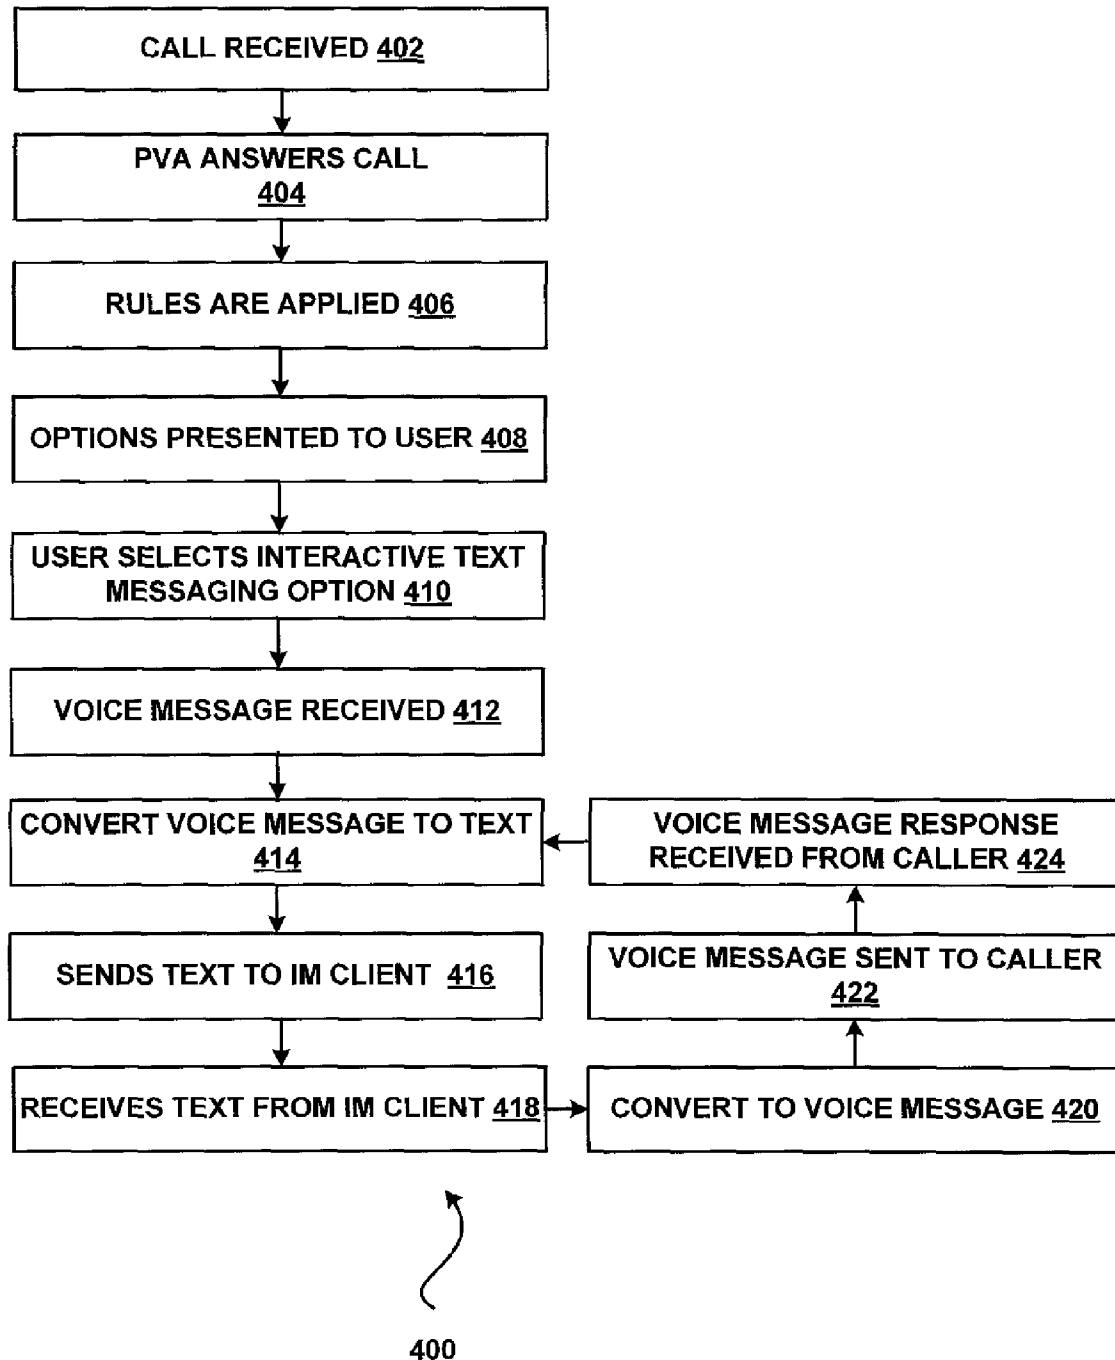 CALL RECEIVED 402
PVA ANSWERS CALL
404
RULES ARE APPLIED 406
OPTIONS PRESENTED TO USER 408
USER SELECTS INTERACTIVE TEXT
MESSAGING OPTION 410
VOICE MESSAGE RECEIVED 412
CONVERT VOICE MESSAGE TO TEXT
414
SENDS TEXT TO IM CLIENT 416
RECEIVES TEXT FROM IM CLIENT 418
CONVERT TO VOICE MESSAGE 420
VOICE MESSAGE SENT TO CALLER
422
VOICE MESSAGE RESPONSE
RECEIVED FROM CALLER 424
400